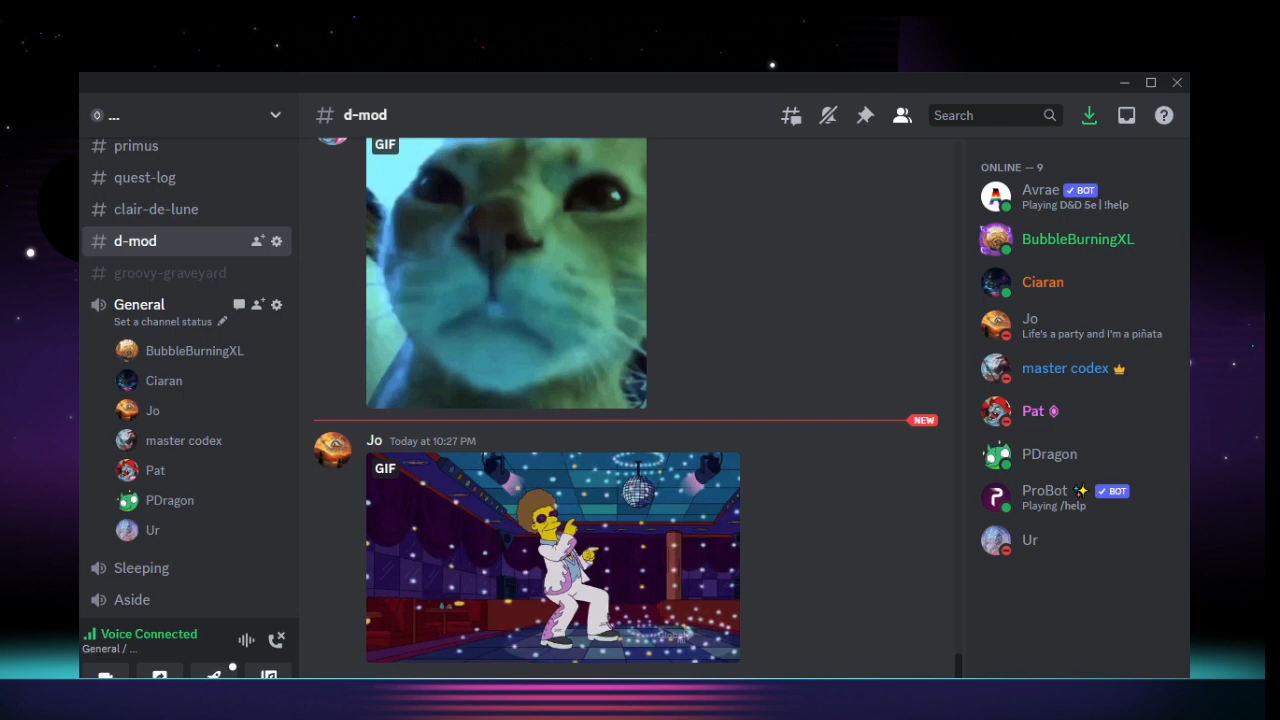 ...
d-mod
Search
primus
quest-log
clair-de-lune
d-mod
groovy-graveyard
General
Set a channel status
BubbleBurningXL
Ciaran
Jo
master codex
Pat
PDragon
Ur
Sleeping
Aside
Voice Connected
General / ...
GIF
NEW
Jo Today at 10:27 PM
GIF
ONLINE — 9
Avrae BOT
Playing D&D 5e | !help
BubbleBurningXL
Ciaran
Jo
Life's a party and I'm a piñata
master codex
Pat
PDragon
ProBot BOT
Playing /help
Ur